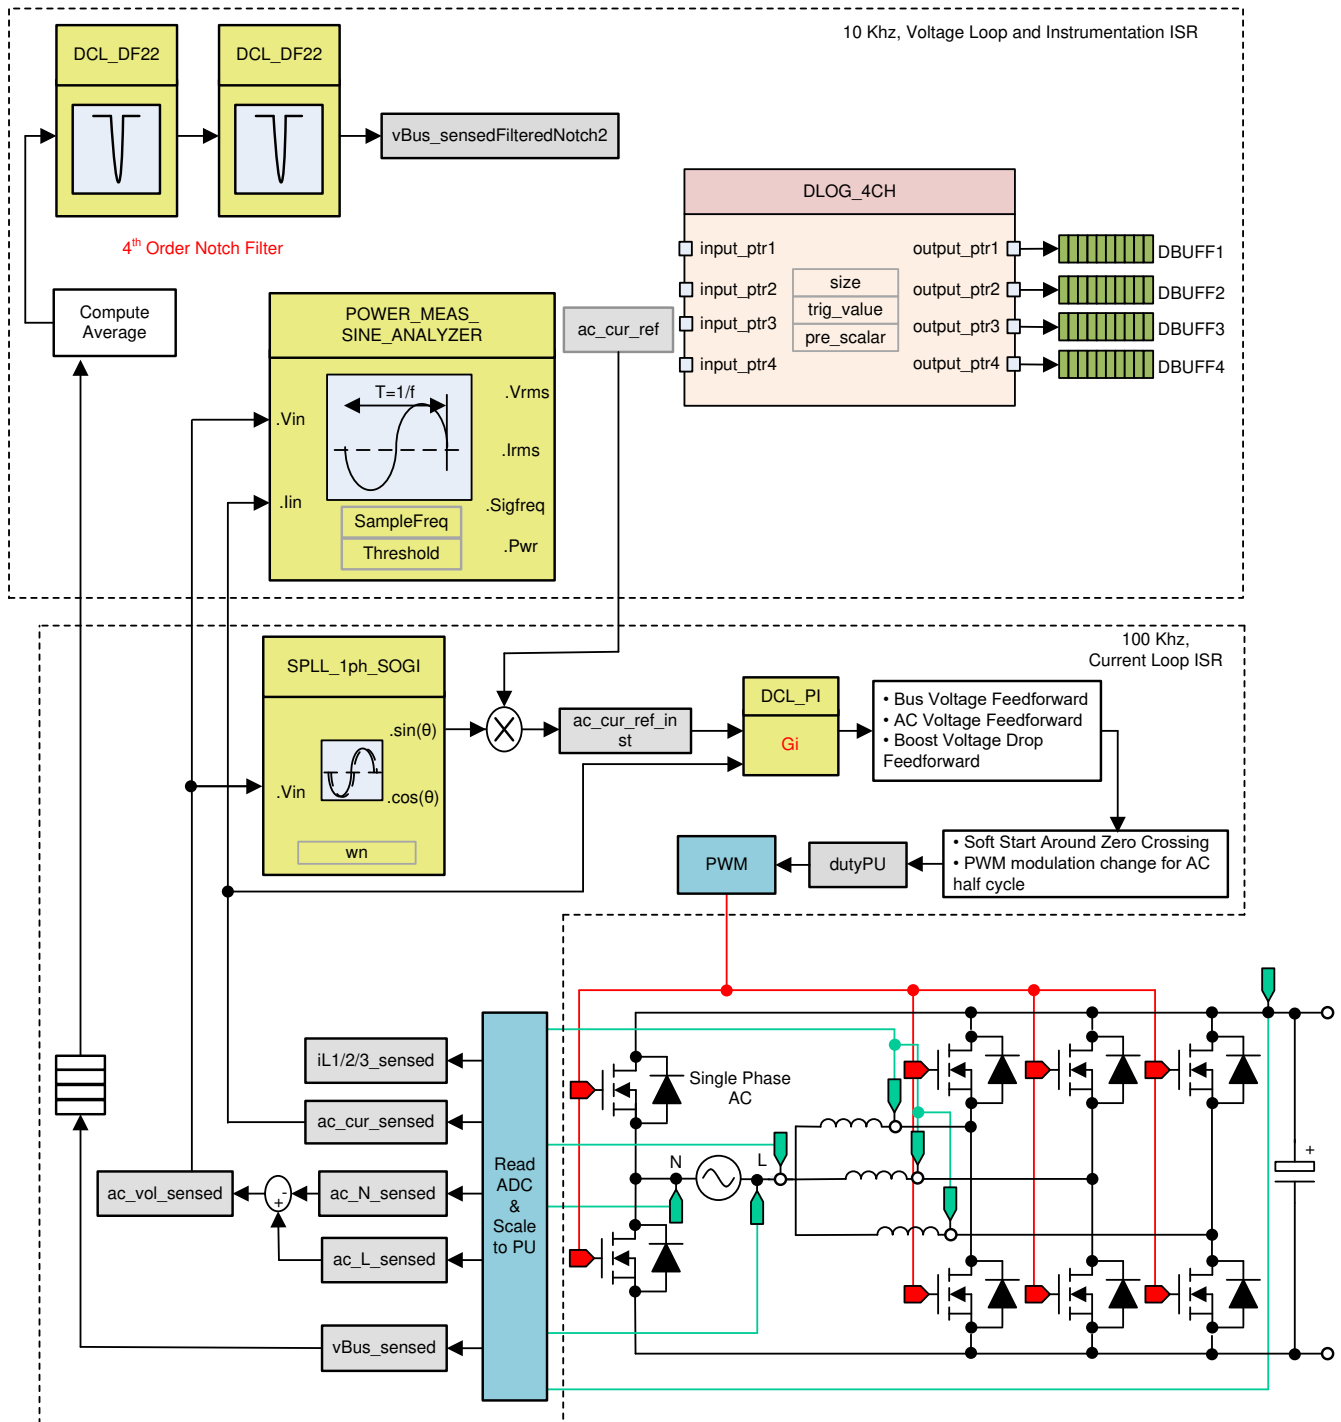 10 Khz, Voltage Loop and Instrumentation ISR
DCL_DF22
DCL_DF22
vBus_sensedFilteredNotch2
4th Order Notch Filter
Compute
Average
POWER_MEAS_
SINE_ANALYZER
T=1/f
.Vin
.Iin
.Vrms
.Irms
.Sigfreq
.Pwr
SampleFreq
Threshold
ac_cur_ref
DLOG_4CH
input_ptr1
input_ptr2
input_ptr3
input_ptr4
size
trig_value
pre_scalar
output_ptr1
output_ptr2
output_ptr3
output_ptr4
DBUFF1
DBUFF2
DBUFF3
DBUFF4
100 Khz,
Current Loop ISR
SPLL_1ph_SOGI
.sin(θ)
.Vin
.cos(θ)
wn
ac_cur_ref_in
st
DCL_PI
Gi
• Bus Voltage Feedforward
• AC Voltage Feedforward
• Boost Voltage Drop
Feedforward
• Soft Start Around Zero Crossing
• PWM modulation change for AC
half cycle
dutyPU
PWM
iL1/2/3_sensed
ac_cur_sensed
ac_vol_sensed
-
+
ac_N_sensed
ac_L_sensed
vBus_sensed
Read
ADC
&
Scale
to PU
Single Phase
AC
N
L
+